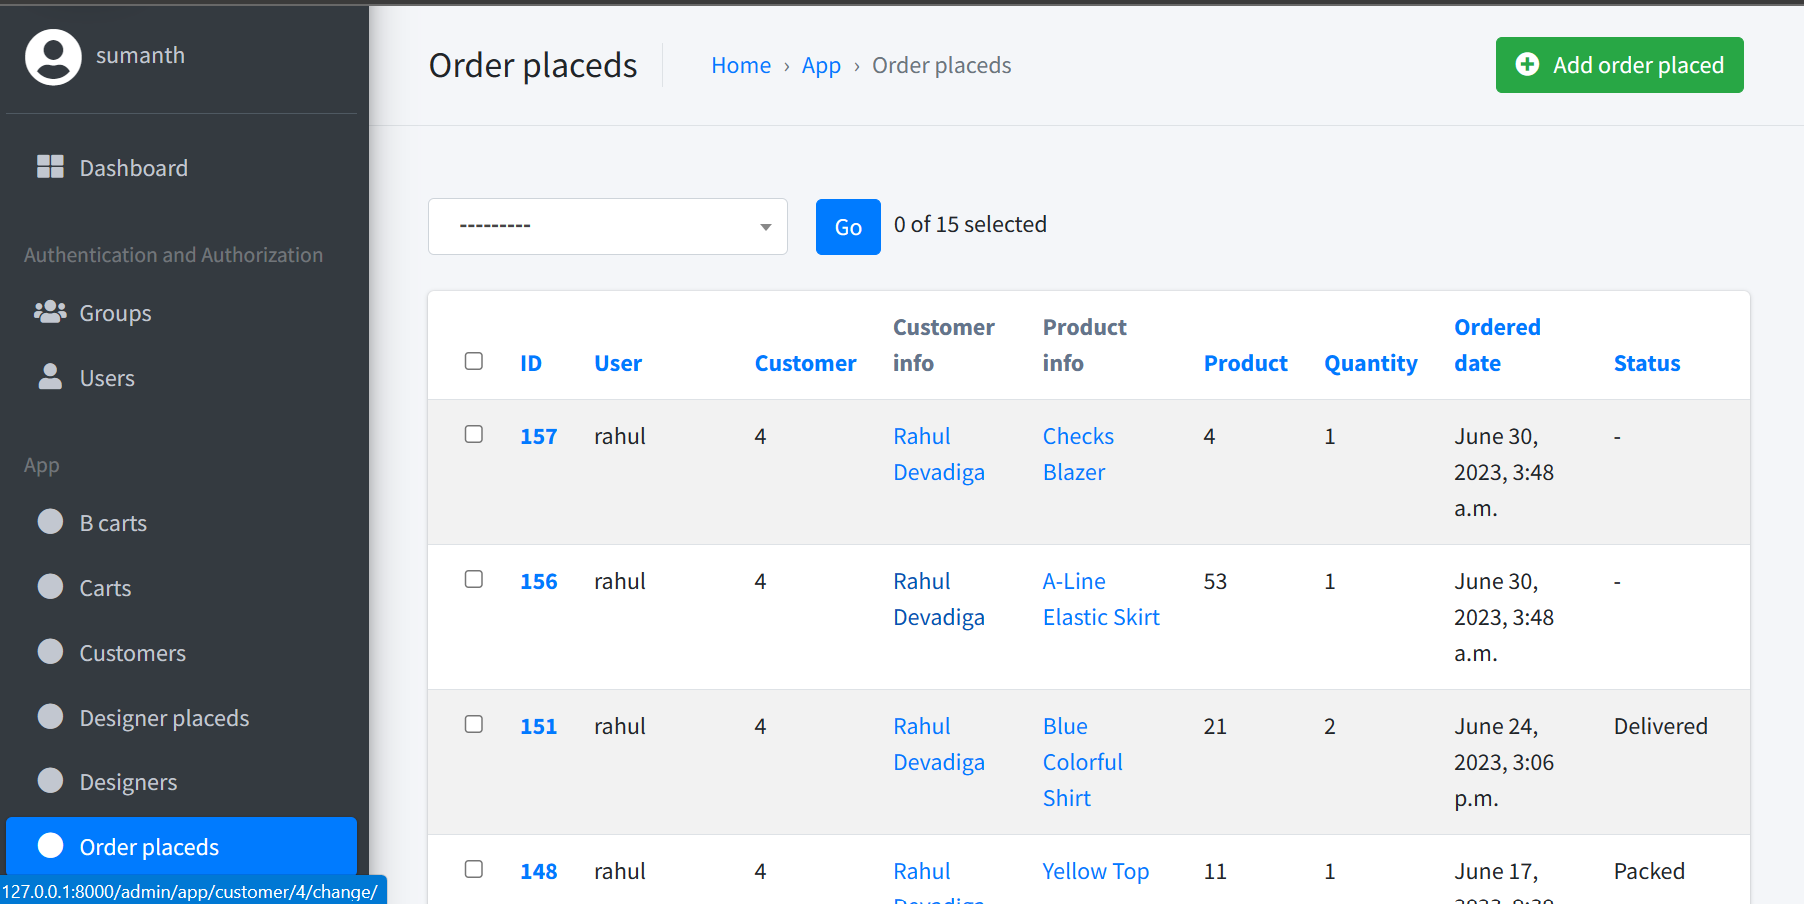 sumanth
Dashboard
Authentication and Authorization
Groups
Users
App
B carts
Carts
Customers
Designer placeds
Designers
Order placeds
127.0.0.1:8000/admin/app/customer/4/change/
Order placeds
Home › App › Order placeds
Add order placed
---------
Go
0 of 15 selected
ID User Customer Customer info Product info Product Quantity Ordered date Status
157 rahul 4 Rahul Devadiga Checks Blazer 4 1 June 30, 2023, 3:48 a.m. -
156 rahul 4 Rahul Devadiga A-Line Elastic Skirt 53 1 June 30, 2023, 3:48 a.m. -
151 rahul 4 Rahul Devadiga Blue Colorful Shirt 21 2 June 24, 2023, 3:06 p.m. Delivered
148 rahul 4 Rahul Yellow Top 11 1 June 17, Packed